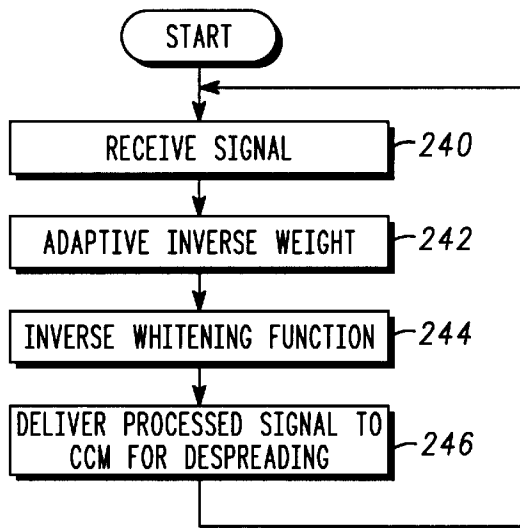 START
RECEIVE SIGNAL 240
ADAPTIVE INVERSE WEIGHT 242
INVERSE WHITENING FUNCTION 244
DELIVER PROCESSED SIGNAL TO
CCM FOR DESPREADING 246